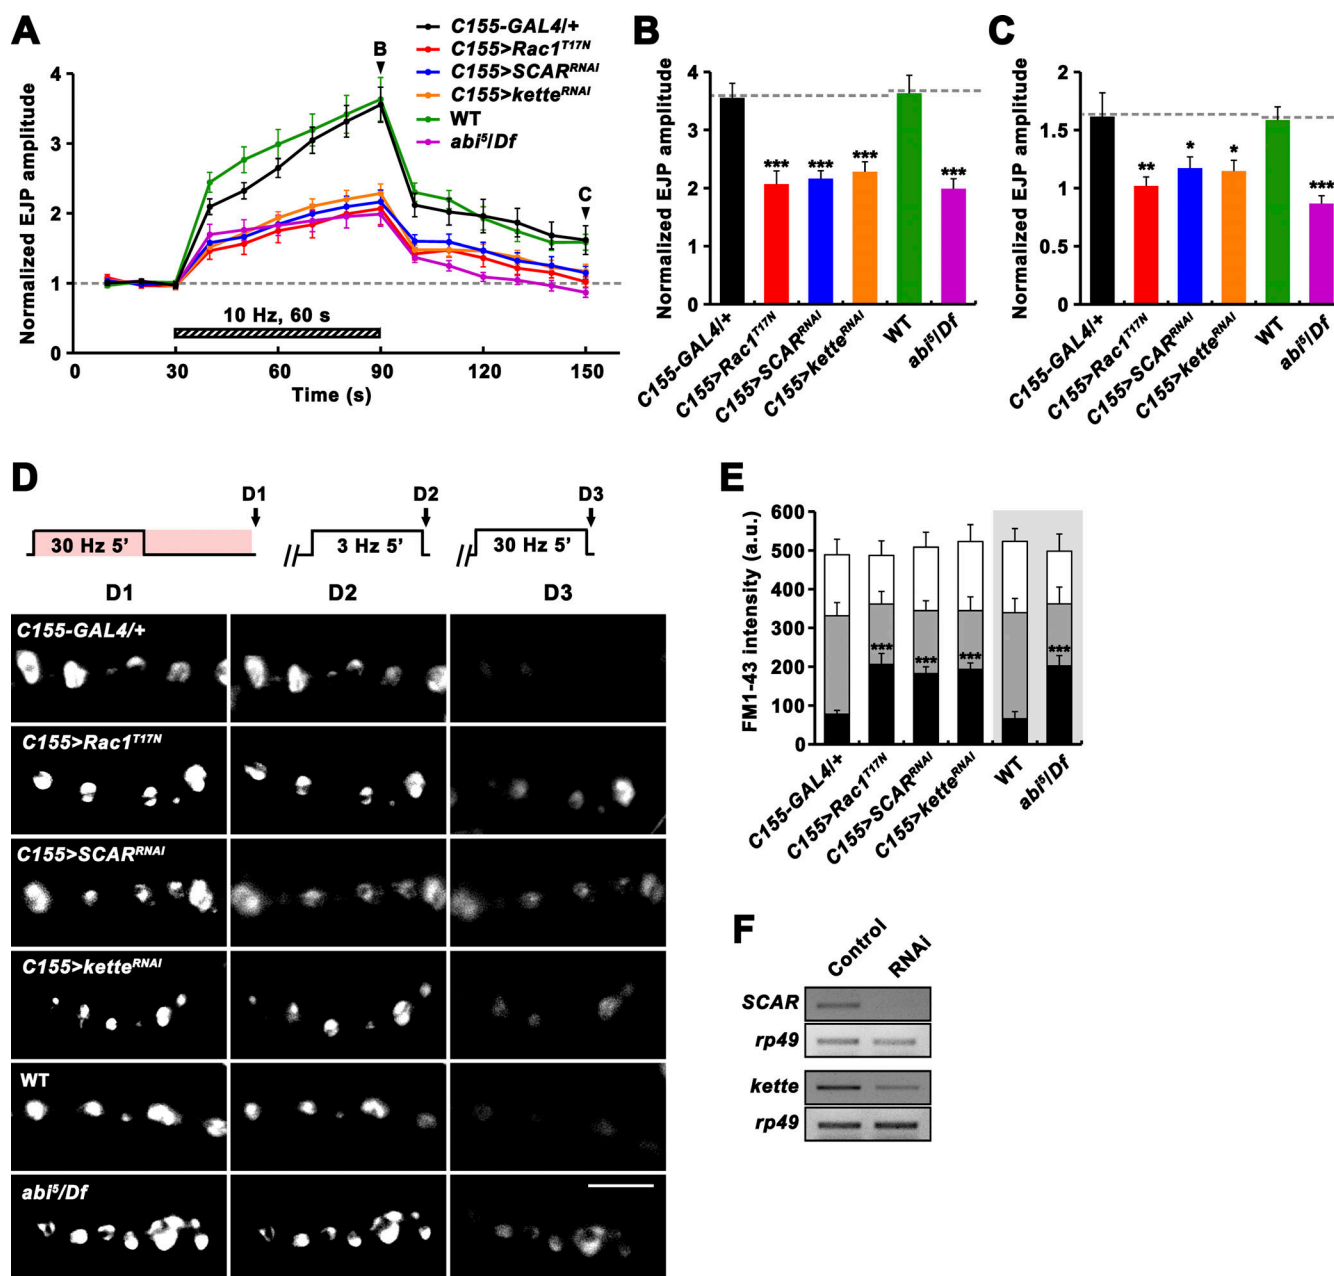 A
C155-GAL4/+
C155>Rac1ᵀ¹⁷ᴺ
C155>SCARᴿᴺᴬⁱ
C155>ketteᴿᴺᴬⁱ
WT
abi⁵/Df
B
C
Normalized EJP amplitude
4
3
2
1
0
10 Hz, 60 s
0
30
60
90
120
150
Time (s)
B
Normalized EJP amplitude
4
3
2
1
0
***
***
***
***
C155-GAL4/+
C155>Rac1ᵀ¹⁷ᴺ
C155>SCARᴿᴺᴬⁱ
C155>ketteᴿᴺᴬⁱ
WT
abi⁵/Df
C
Normalized EJP amplitude
2
1.5
1
0.5
0
**
*
*
***
C155-GAL4/+
C155>Rac1ᵀ¹⁷ᴺ
C155>SCARᴿᴺᴬⁱ
C155>ketteᴿᴺᴬⁱ
WT
abi⁵/Df
D
D1
D2
D3
30 Hz 5’
3 Hz 5’
30 Hz 5’
D1
D2
D3
C155-GAL4/+
C155>Rac1ᵀ¹⁷ᴺ
C155>SCARᴿᴺᴬⁱ
C155>ketteᴿᴺᴬⁱ
WT
abi⁵/Df
E
FM1-43 intensity (a.u.)
600
500
400
300
200
100
0
***
***
***
***
C155-GAL4/+
C155>Rac1ᵀ¹⁷ᴺ
C155>SCARᴿᴺᴬⁱ
C155>ketteᴿᴺᴬⁱ
WT
abi⁵/Df
F
Control
RNAi
SCAR
rp49
kette
rp49